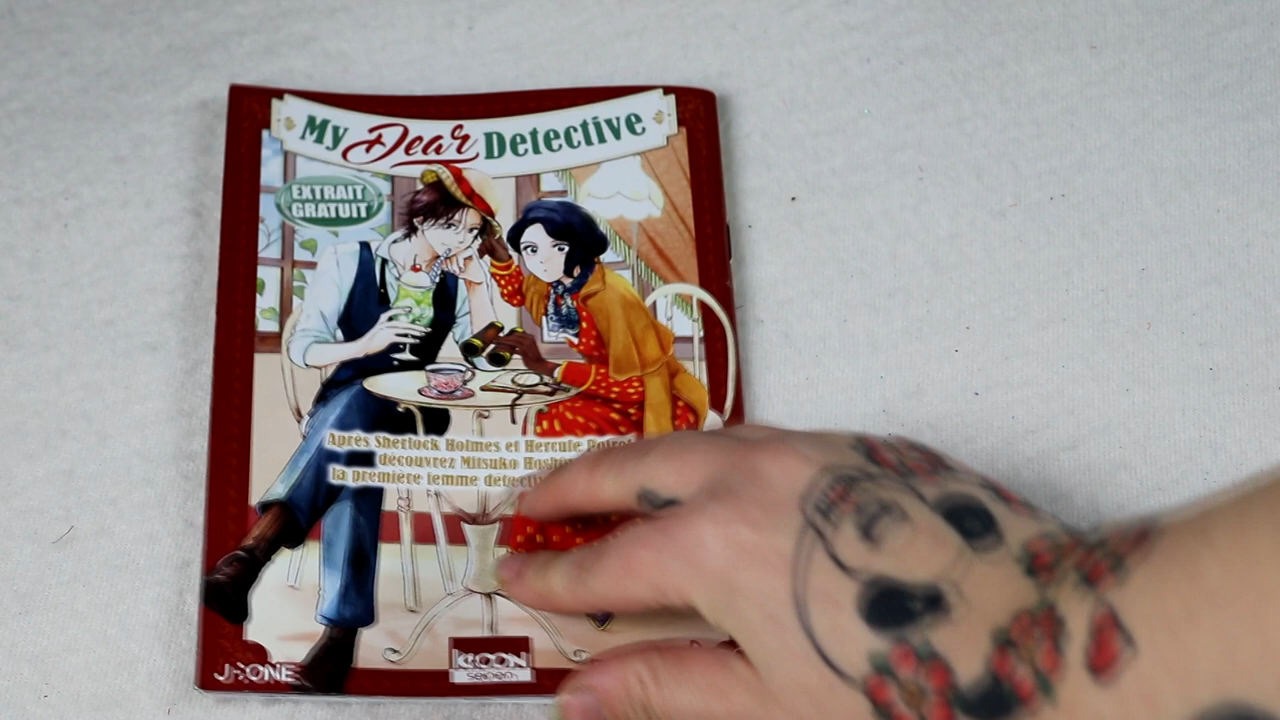 My Dear Detective
EXTRAIT
GRATUIT
Après Sherlock Holmes et Hercule Poirot
découvrez Mitsuko
la première femme
J-ONE
KI-OON
seinen